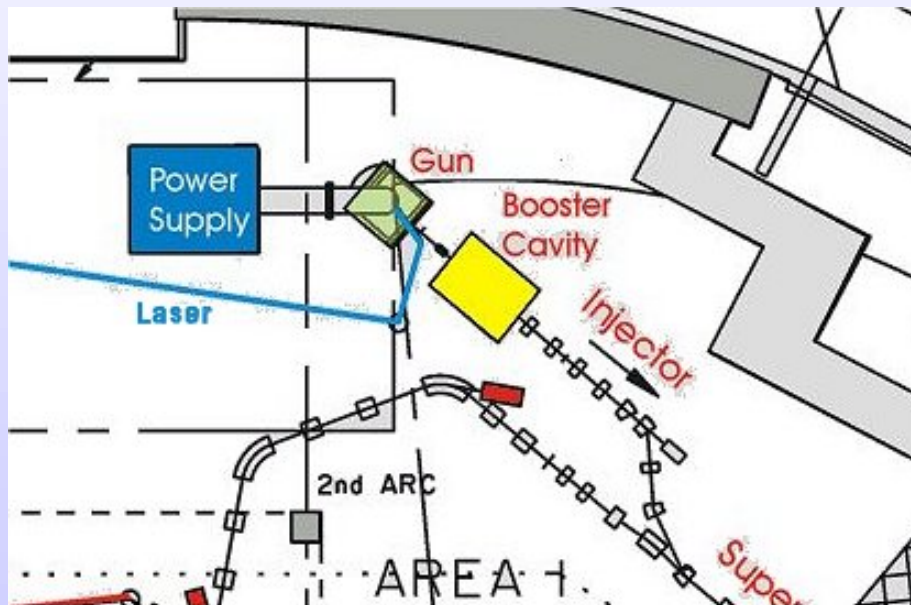 Gun
Power
Supply
Booster
Cavity
Laser
Injector
2nd ARC
AREA 1
Super